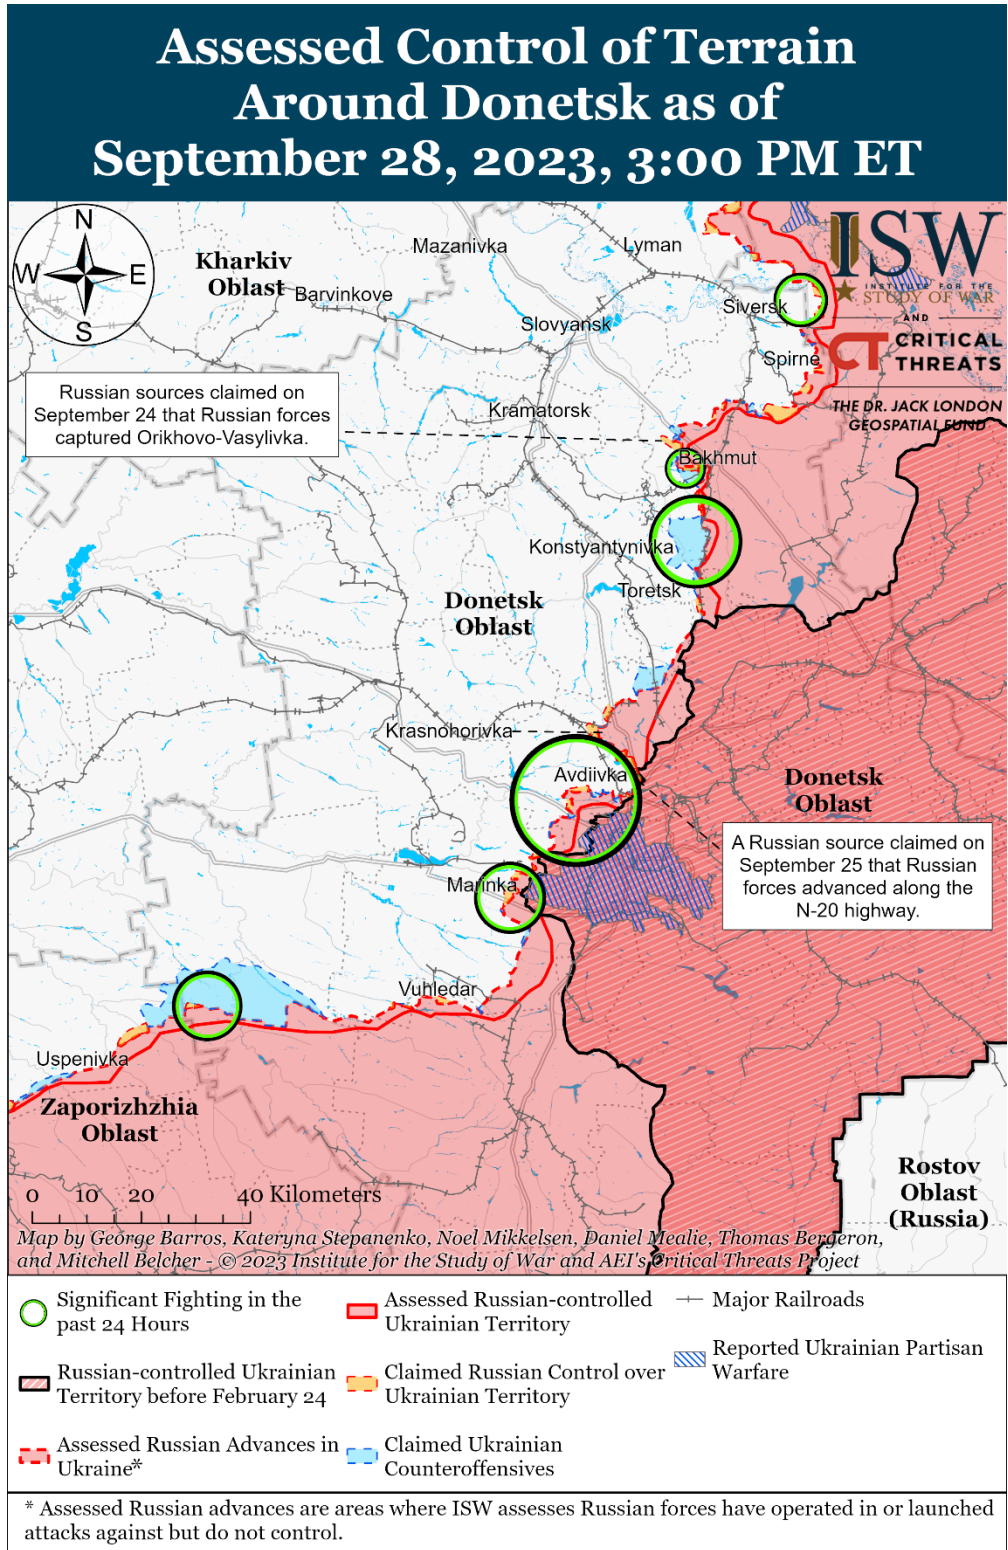 Assessed Control of Terrain
Around Donetsk as of
September 28, 2023, 3:00 PM ET
N
W
E
S
Kharkiv
Oblast
Mazanivka
Lyman
Barvinkove
Slovyansk
Siversk
Spirne
Kramatorsk
ISW
INSTITUTE FOR THE
STUDY OF WAR
AND
CT CRITICAL
THREATS
THE DR. JACK LONDON
GEOSPATIAL FUND
Russian sources claimed on
September 24 that Russian forces
captured Orikhovo-Vasylivka.
Bakhmut
Konstyantynivka
Toretsk
Donetsk
Oblast
Krasnohorivka
Avdiivka
Donetsk
Oblast
A Russian source claimed on
September 25 that Russian
forces advanced along the
N-20 highway.
Marinka
Vuhledar
Uspenivka
Zaporizhzhia
Oblast
Rostov
Oblast
(Russia)
0 10 20 40 Kilometers
Map by George Barros, Kateryna Stepanenko, Noel Mikkelsen, Daniel Mealie, Thomas Bergeron,
and Mitchell Belcher - © 2023 Institute for the Study of War and AEI's Critical Threats Project
Significant Fighting in the
past 24 Hours
Russian-controlled Ukrainian
Territory before February 24
Assessed Russian Advances in
Ukraine*
Assessed Russian-controlled
Ukrainian Territory
Claimed Russian Control over
Ukrainian Territory
Claimed Ukrainian
Counteroffensives
Major Railroads
Reported Ukrainian Partisan
Warfare
* Assessed Russian advances are areas where ISW assesses Russian forces have operated in or launched
attacks against but do not control.